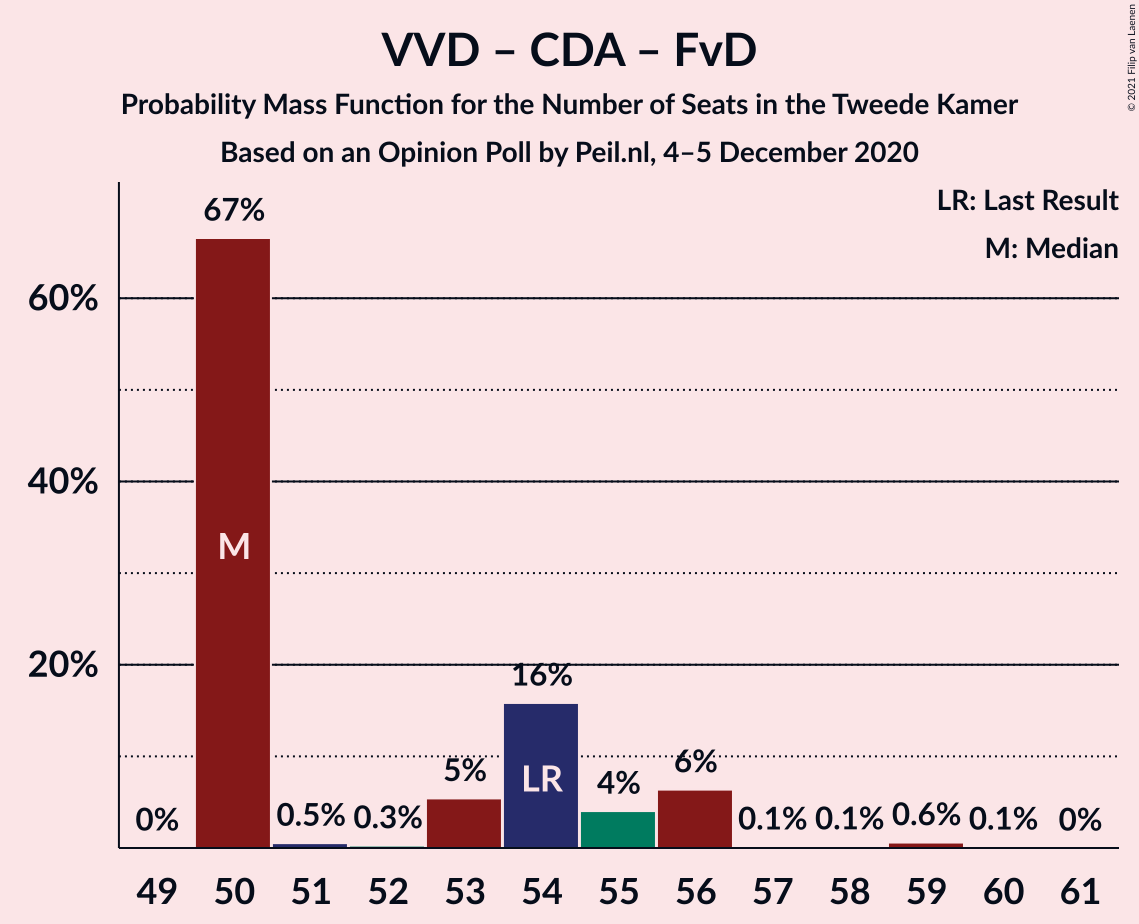 VVD – CDA – FvD
Probability Mass Function for the Number of Seats in the Tweede Kamer
Based on an Opinion Poll by Peil.nl, 4–5 December 2020
© 2021 Filip van Laenen
LR: Last Result
M: Median
60%
40%
20%
0%
67%
0.5%
0.3%
5%
16%
4%
6%
0.1%
0.1%
0.6%
0.1%
0%
M
LR
49 50 51 52 53 54 55 56 57 58 59 60 61